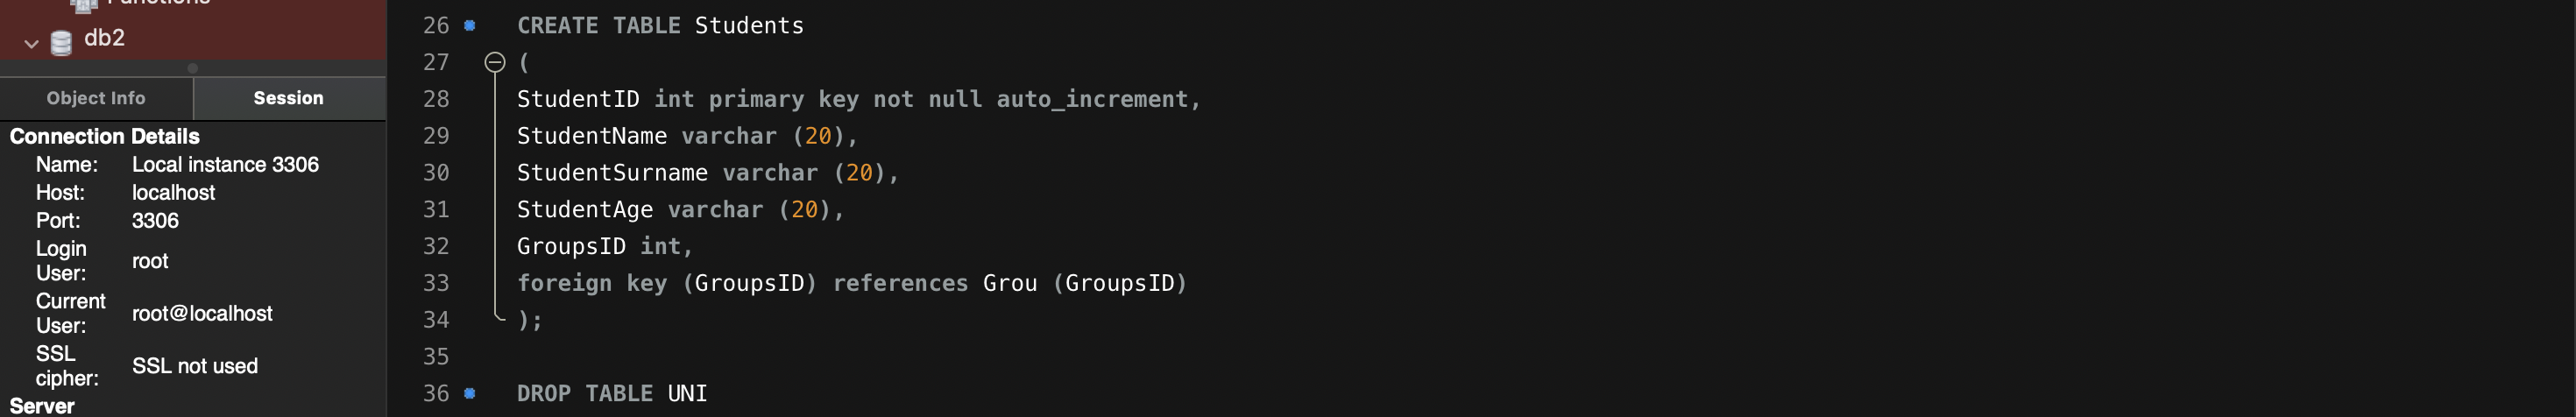 Functions
db2
Object Info Session
Connection Details
Name: Local instance 3306
Host: localhost
Port: 3306
Login User: root
Current User: root@localhost
SSL cipher: SSL not used
Server
26 CREATE TABLE Students
27 (
28 StudentID int primary key not null auto_increment,
29 StudentName varchar (20),
30 StudentSurname varchar (20),
31 StudentAge varchar (20),
32 GroupsID int,
33 foreign key (GroupsID) references Grou (GroupsID)
34 );
35
36 DROP TABLE UNI